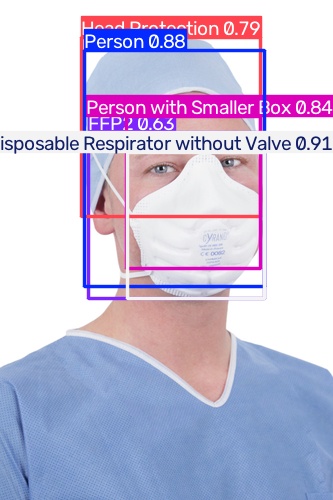 Head Protection 0.79
Person 0.88
Person with Smaller Box 0.84
FFP2 0.63
isposable Respirator without Valve 0.91